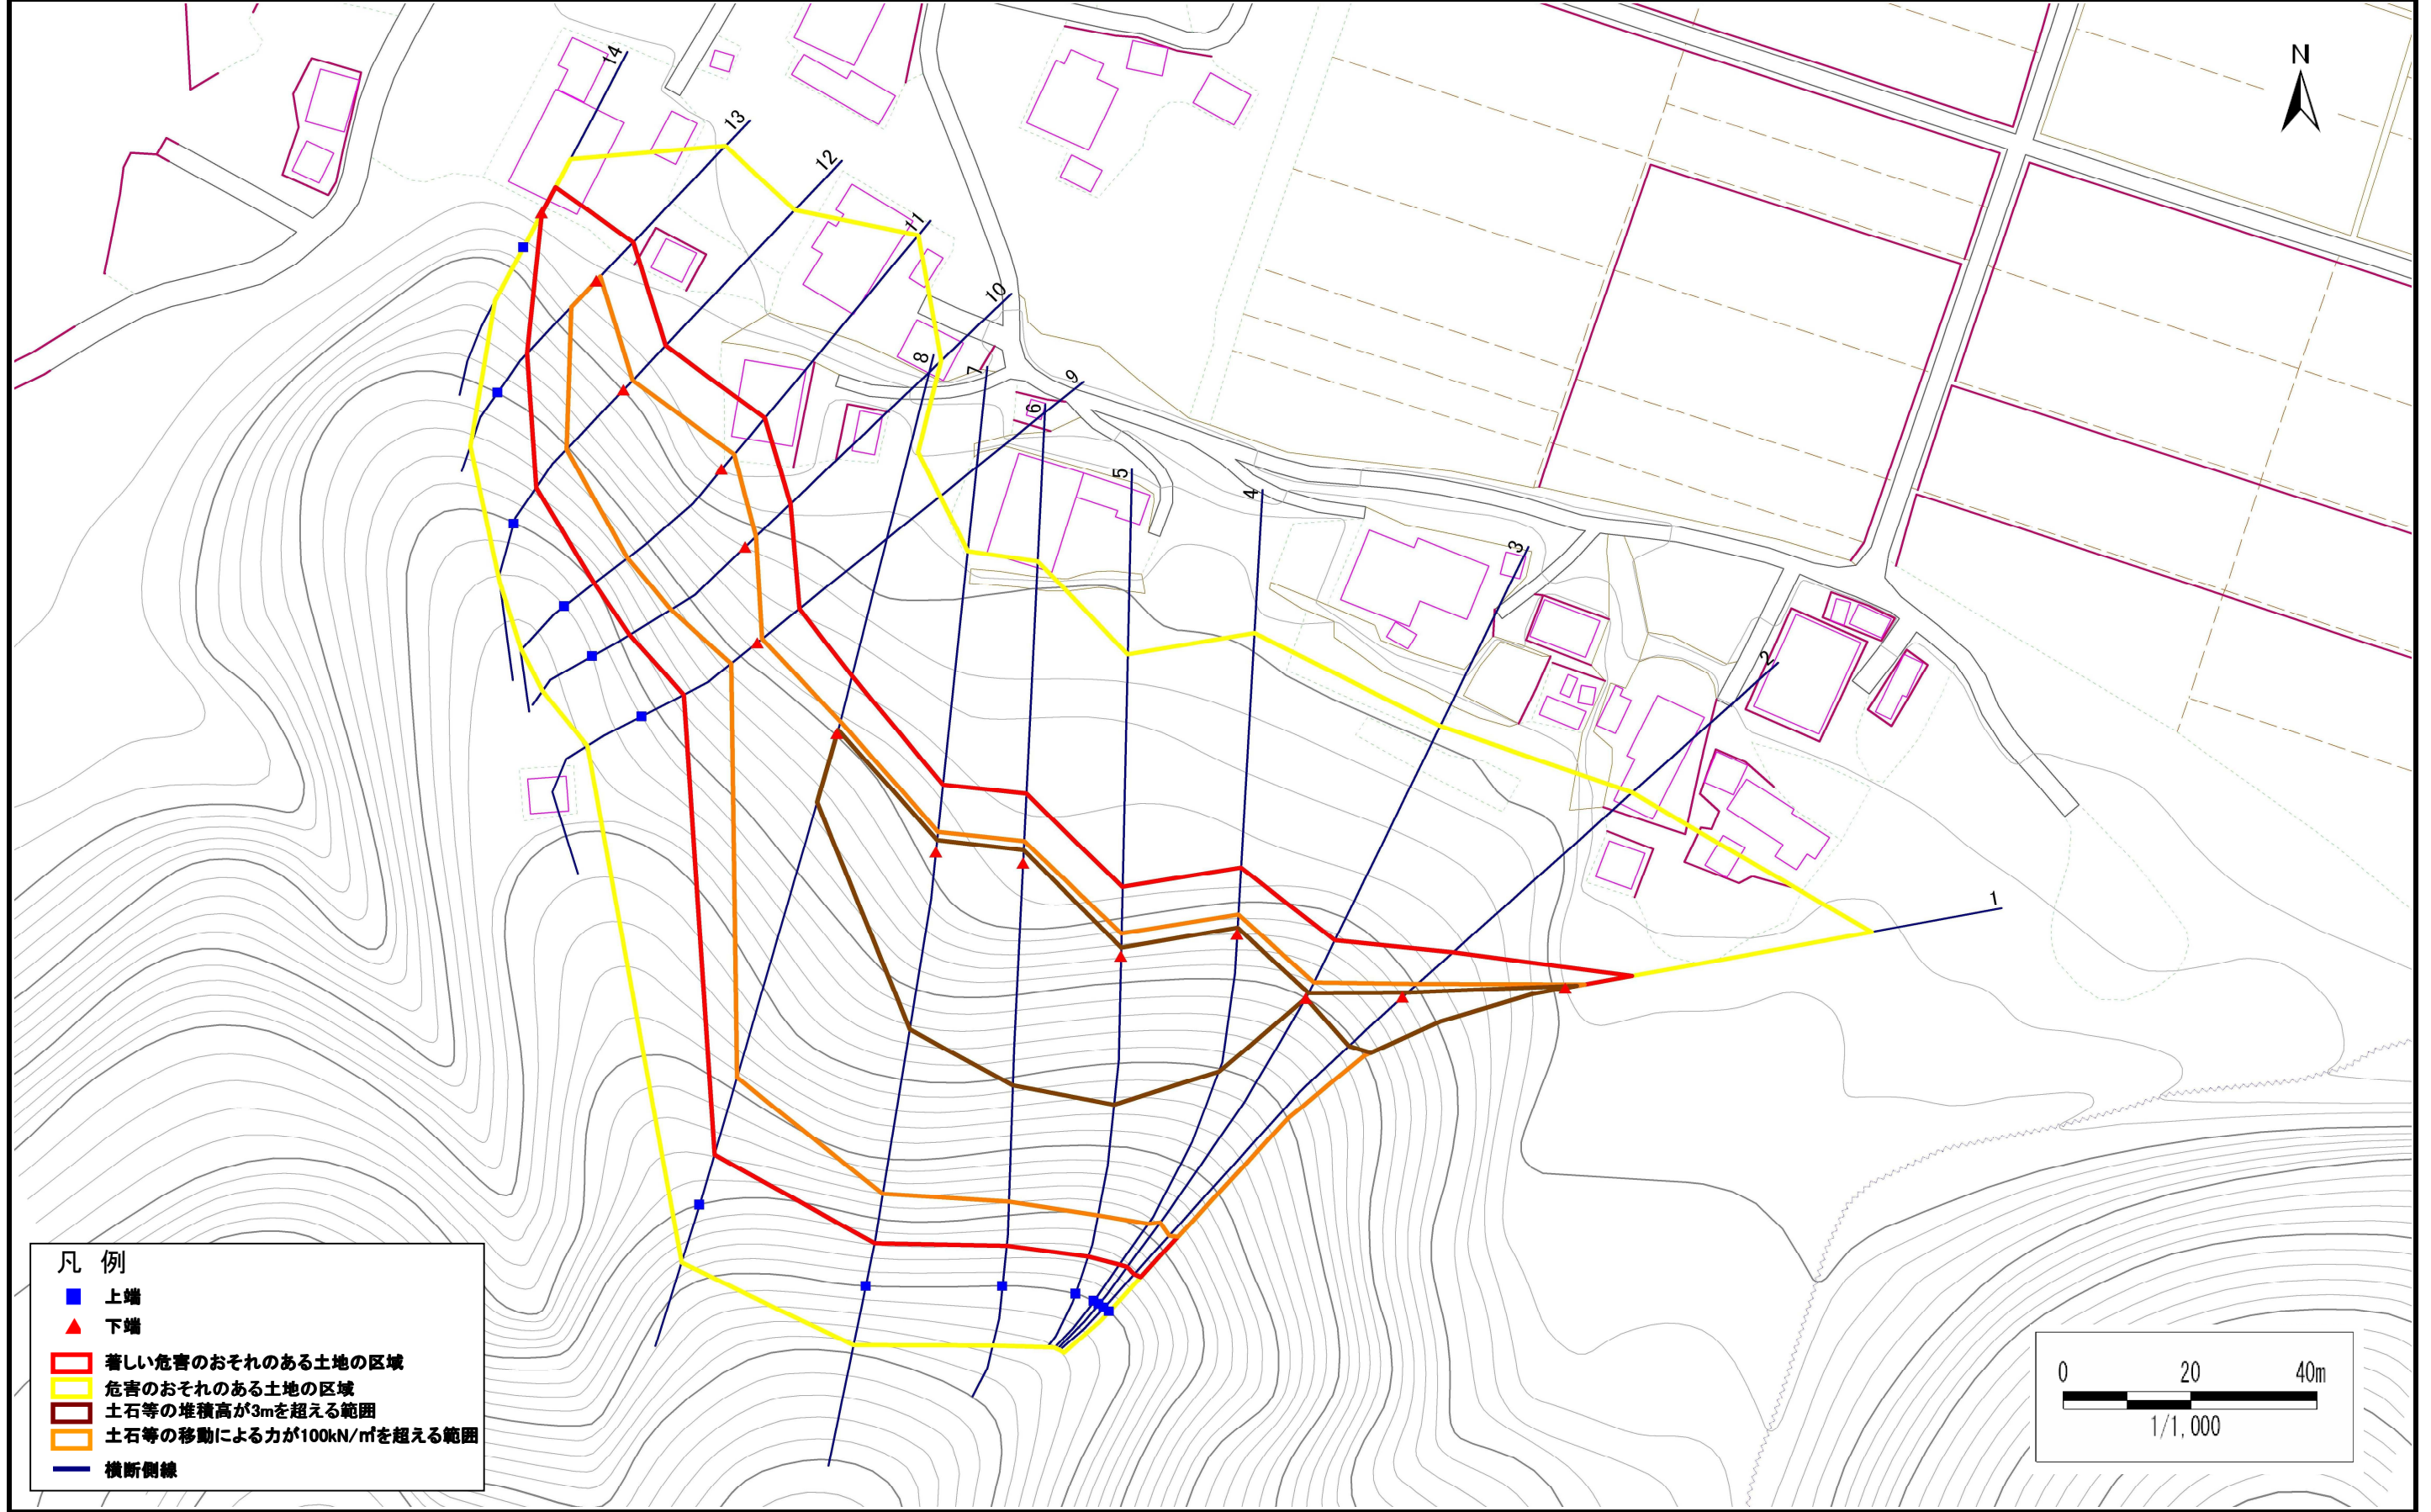 N
14
13
12
11
10
9
8
7
6
5
4
3
2
1
凡 例
上端
下端
著しい危害のおそれのある土地の区域
危害のおそれのある土地の区域
土石等の堆積高が3mを超える範囲
土石等の移動による力が100kN/㎡を超える範囲
横断側線
0 20 40m
1/1,000